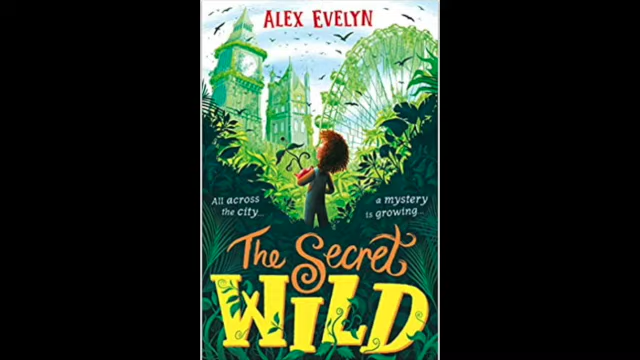 ALEX EVELYN
All across
the city...
a mystery
is growing...
The Secret
WILD